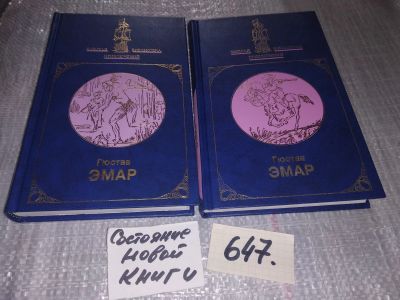 Гюстав
ЭМАР
Гюстав
ЭМАР
Состояние
новой
книги
647.